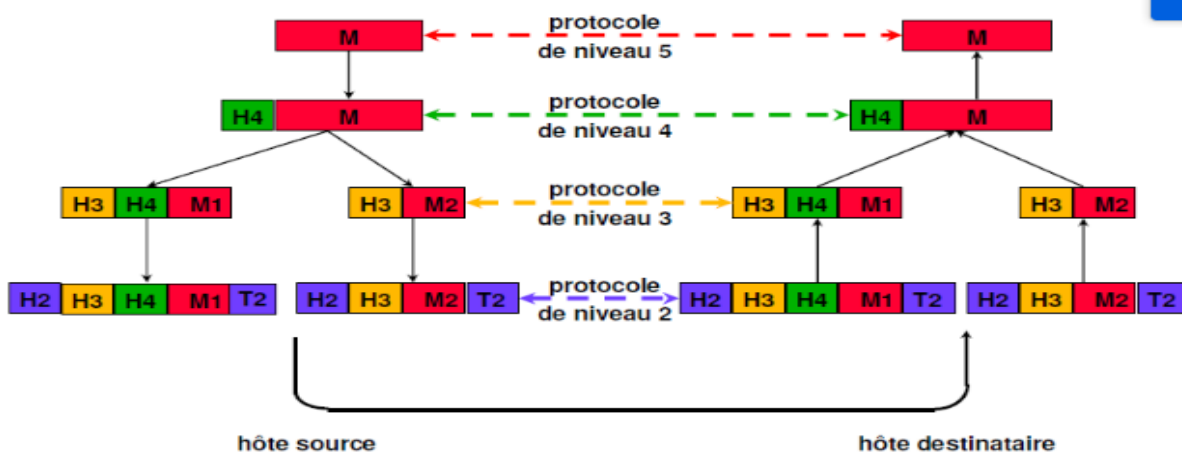 M protocole de niveau 5 M
H4 M protocole de niveau 4 H4 M
H3 H4 M1 H3 M2 protocole de niveau 3 H3 H4 M1 H3 M2
H2 H3 H4 M1 T2 H2 H3 M2 T2 protocole de niveau 2 H2 H3 H4 M1 T2 H2 H3 M2 T2
hôte source hôte destinataire